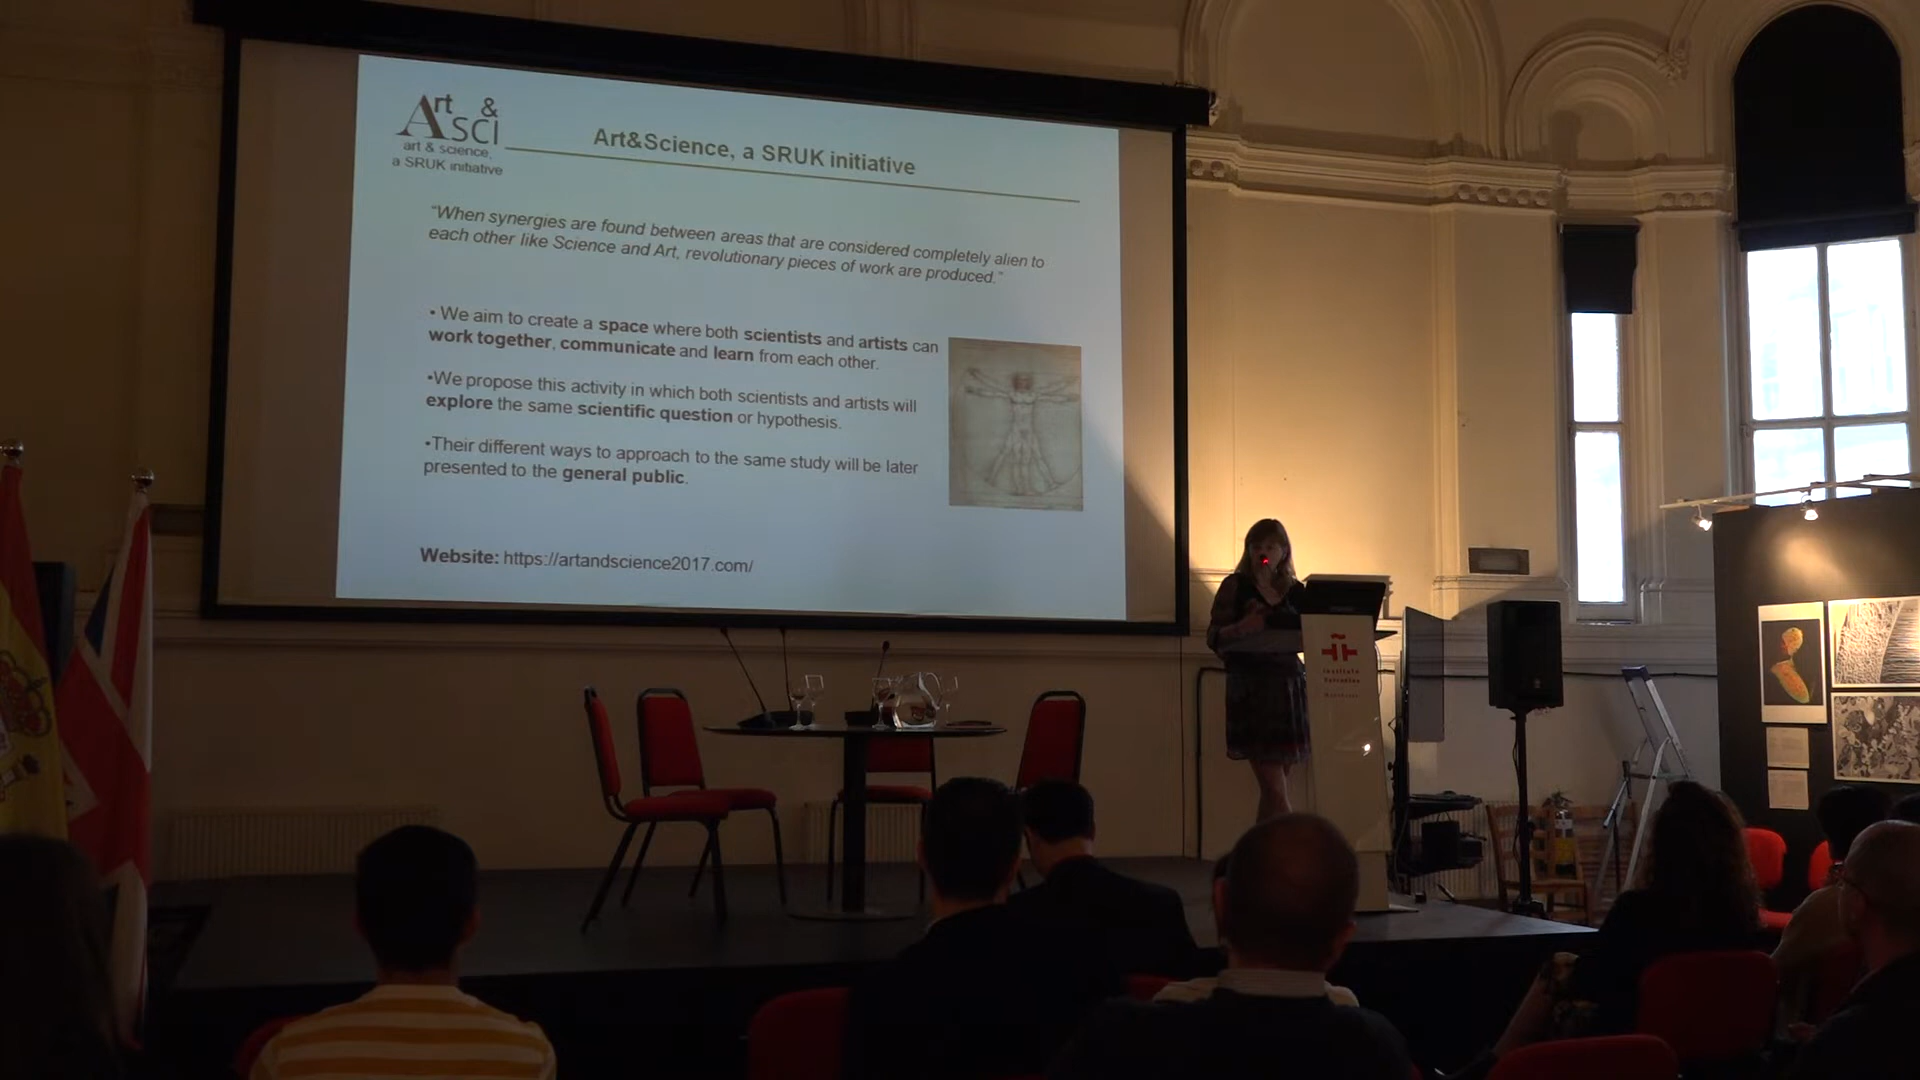 Art &
SCI
art & science,
a SRUK initiative
Art&Science, a SRUK initiative
“When synergies are found between areas that are considered completely alien to
each other like Science and Art, revolutionary pieces of work are produced.”
• We aim to create a space where both scientists and artists can
work together, communicate and learn from each other.
•We propose this activity in which both scientists and artists will
explore the same scientific question or hypothesis.
•Their different ways to approach to the same study will be later
presented to the general public.
Website: https://artandscience2017.com/
Instituto
Cervantes